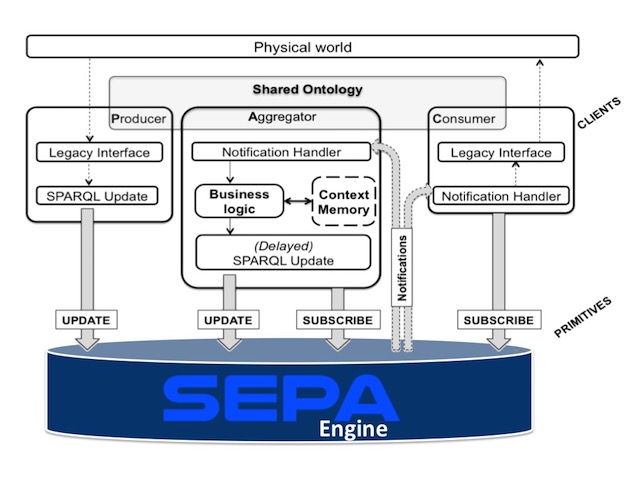 Physical world
Shared Ontology
Producer
Aggregator
Consumer
CLIENTS
Legacy Interface
Notification Handler
Legacy Interface
SPARQL Update
Business
logic
Context
Memory
Notification Handler
(Delayed)
SPARQL Update
Notifications
UPDATE
UPDATE
SUBSCRIBE
SUBSCRIBE
PRIMITIVES
SEPA
Engine